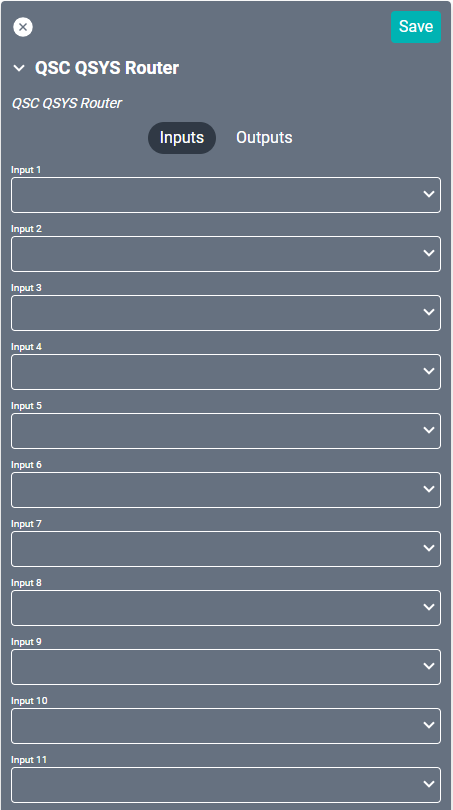 Save
QSC QSYS Router
QSC QSYS Router
Inputs Outputs
Input 1
Input 2
Input 3
Input 4
Input 5
Input 6
Input 7
Input 8
Input 9
Input 10
Input 11